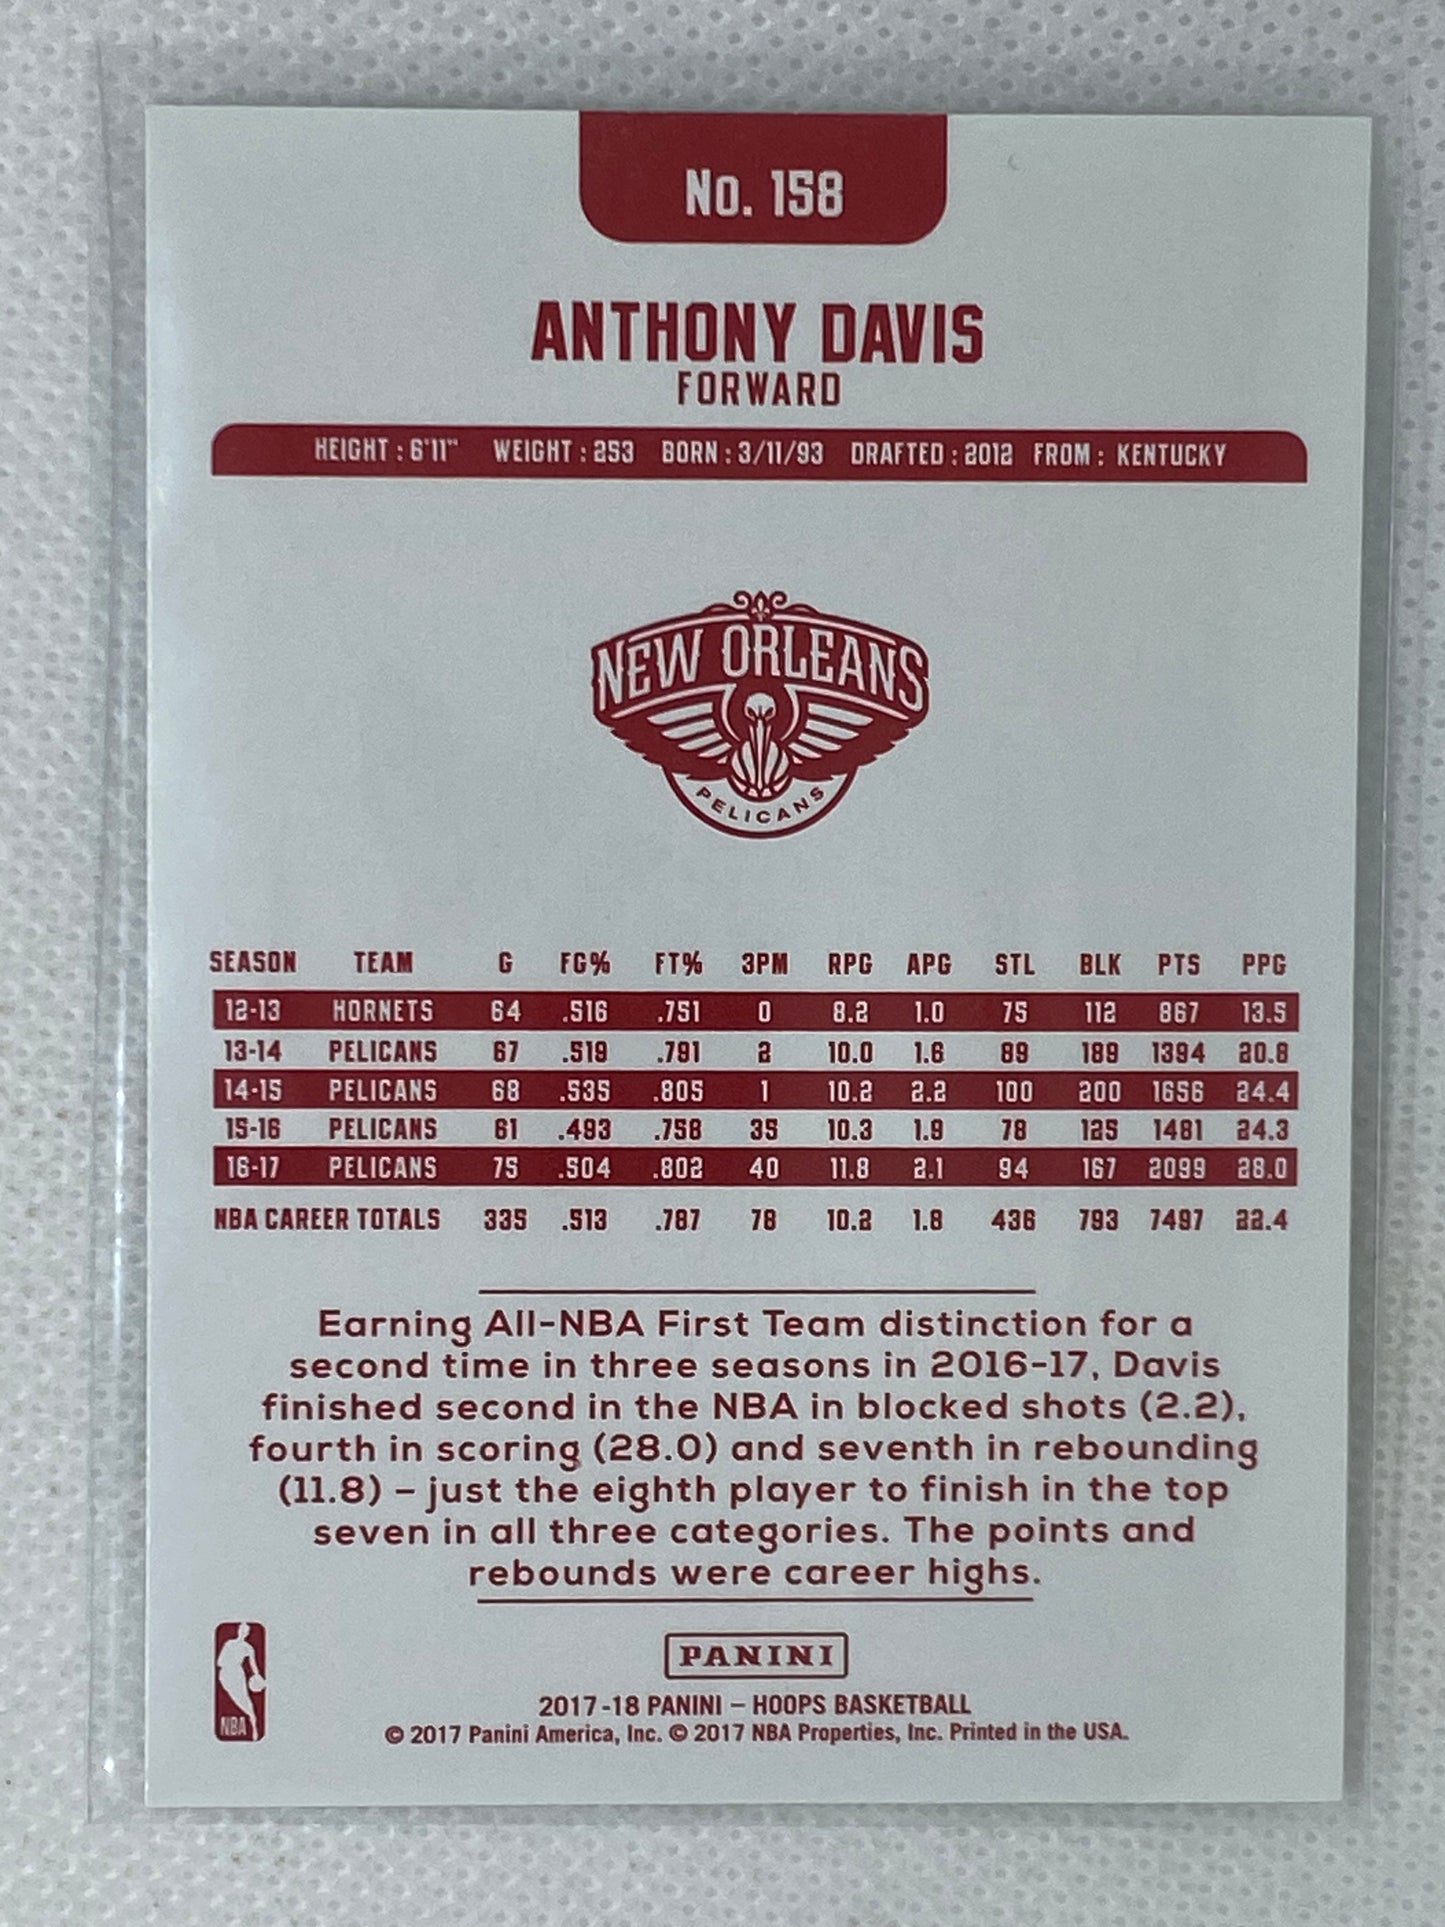 No. 158
ANTHONY DAVIS
FORWARD
HEIGHT : 6'11" WEIGHT : 253 BORN : 3/11/93 DRAFTED : 2012 FROM : KENTUCKY
NEW ORLEANS
PELICANS
SEASON TEAM G FG% FT% 3PM RPG APG STL BLK PTS PPG
12-13 HORNETS 64 .516 .751 0 8.2 1.0 75 112 867 13.5
13-14 PELICANS 67 .519 .791 2 10.0 1.6 89 189 1394 20.8
14-15 PELICANS 68 .535 .805 1 10.2 2.2 100 200 1656 24.4
15-16 PELICANS 61 .493 .758 35 10.3 1.9 78 125 1481 24.3
16-17 PELICANS 75 .504 .802 40 11.8 2.1 94 167 2099 28.0
NBA CAREER TOTALS 335 .513 .787 78 10.2 1.8 436 793 7497 22.4
Earning All-NBA First Team distinction for a
second time in three seasons in 2016-17, Davis
finished second in the NBA in blocked shots (2.2),
fourth in scoring (28.0) and seventh in rebounding
(11.8) – just the eighth player to finish in the top
seven in all three categories. The points and
rebounds were career highs.
NBA
PANINI
2017-18 PANINI – HOOPS BASKETBALL
© 2017 Panini America, Inc. © 2017 NBA Properties, Inc. Printed in the USA.